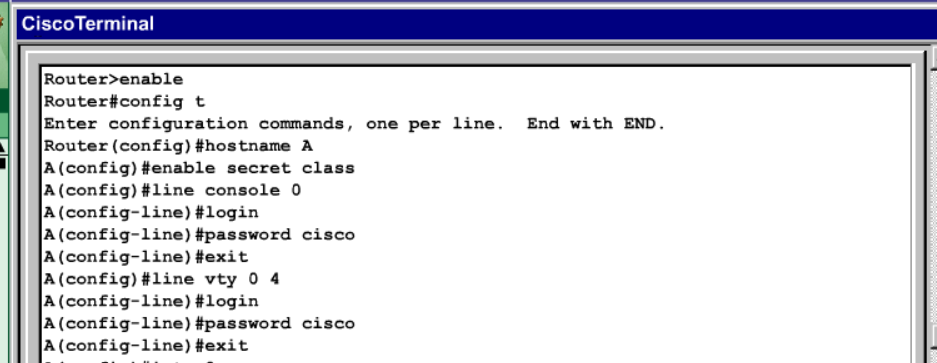 CiscoTerminal
Router>enable
Router#config t
Enter configuration commands, one per line.  End with END.
Router(config)#hostname A
A(config)#enable secret class
A(config)#line console 0
A(config-line)#login
A(config-line)#password cisco
A(config-line)#exit
A(config)#line vty 0 4
A(config-line)#login
A(config-line)#password cisco
A(config-line)#exit